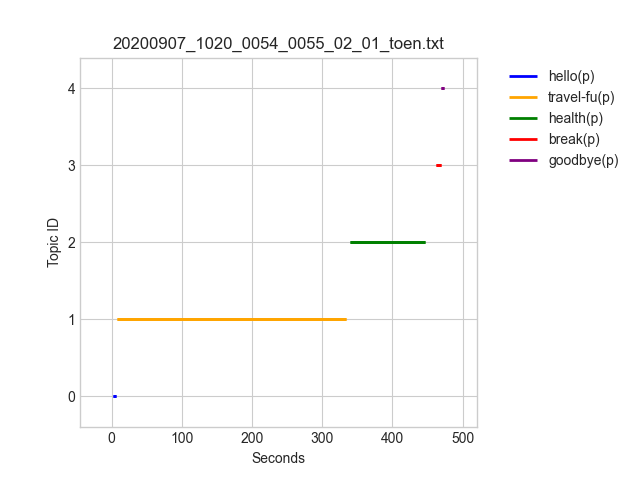 20200907_1020_0054_0055_02_01_toen.txt
hello(p)
travel-fu(p)
health(p)
break(p)
goodbye(p)
4
3
2
1
0
Topic ID
0 100 200 300 400 500
Seconds